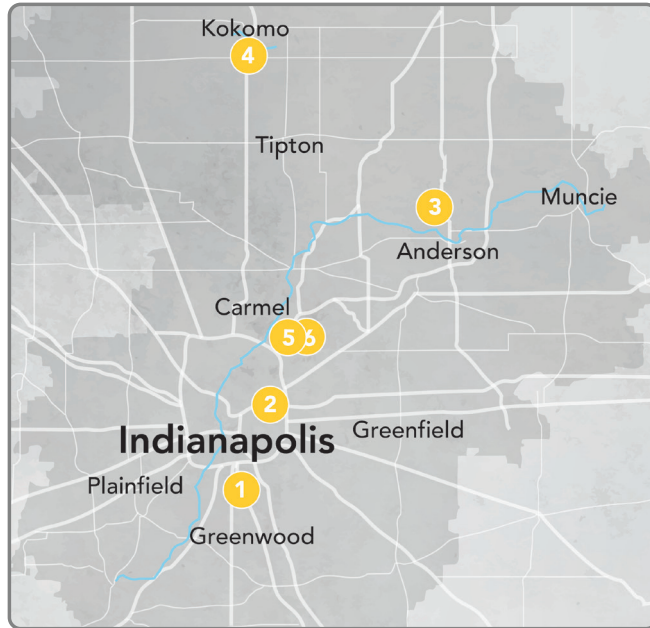 Kokomo
4
Tipton
3
Muncie
Anderson
Carmel
5 6
2
Indianapolis
Greenfield
Plainfield
1
Greenwood